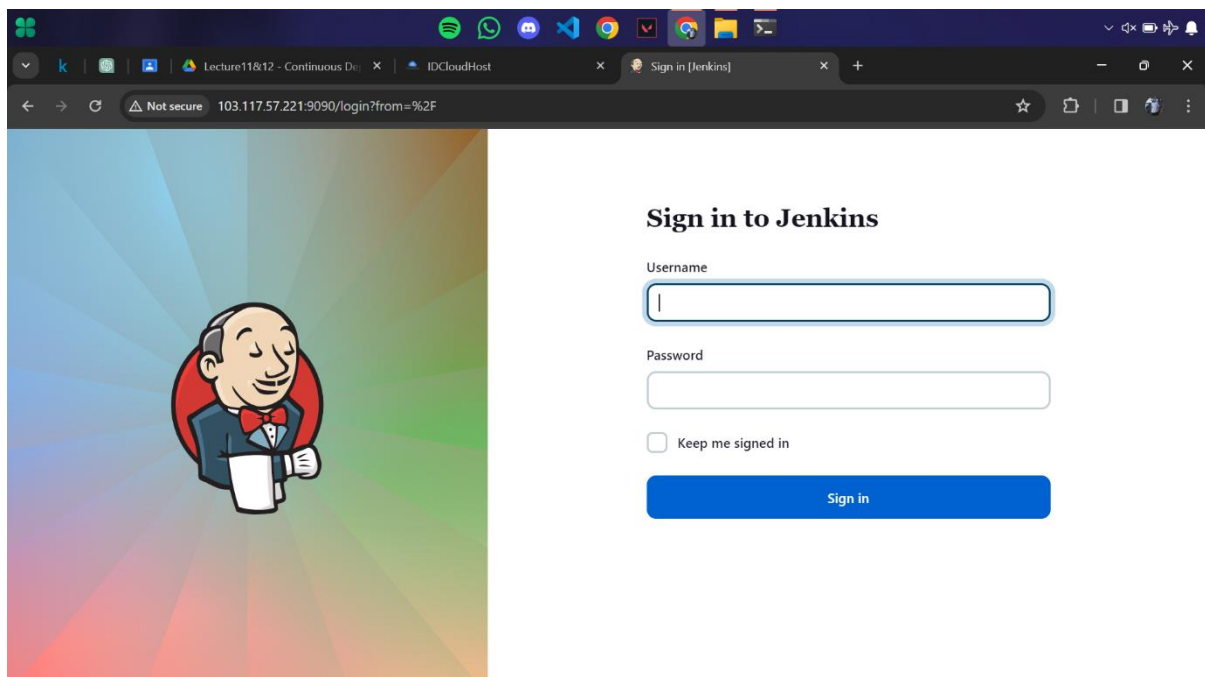 k
Lecture11&12 - Continuous De
IDCloudHost
Sign in [Jenkins]
Not secure
103.117.57.221:9090/login?from=%2F
Sign in to Jenkins
Username
Password
Keep me signed in
Sign in